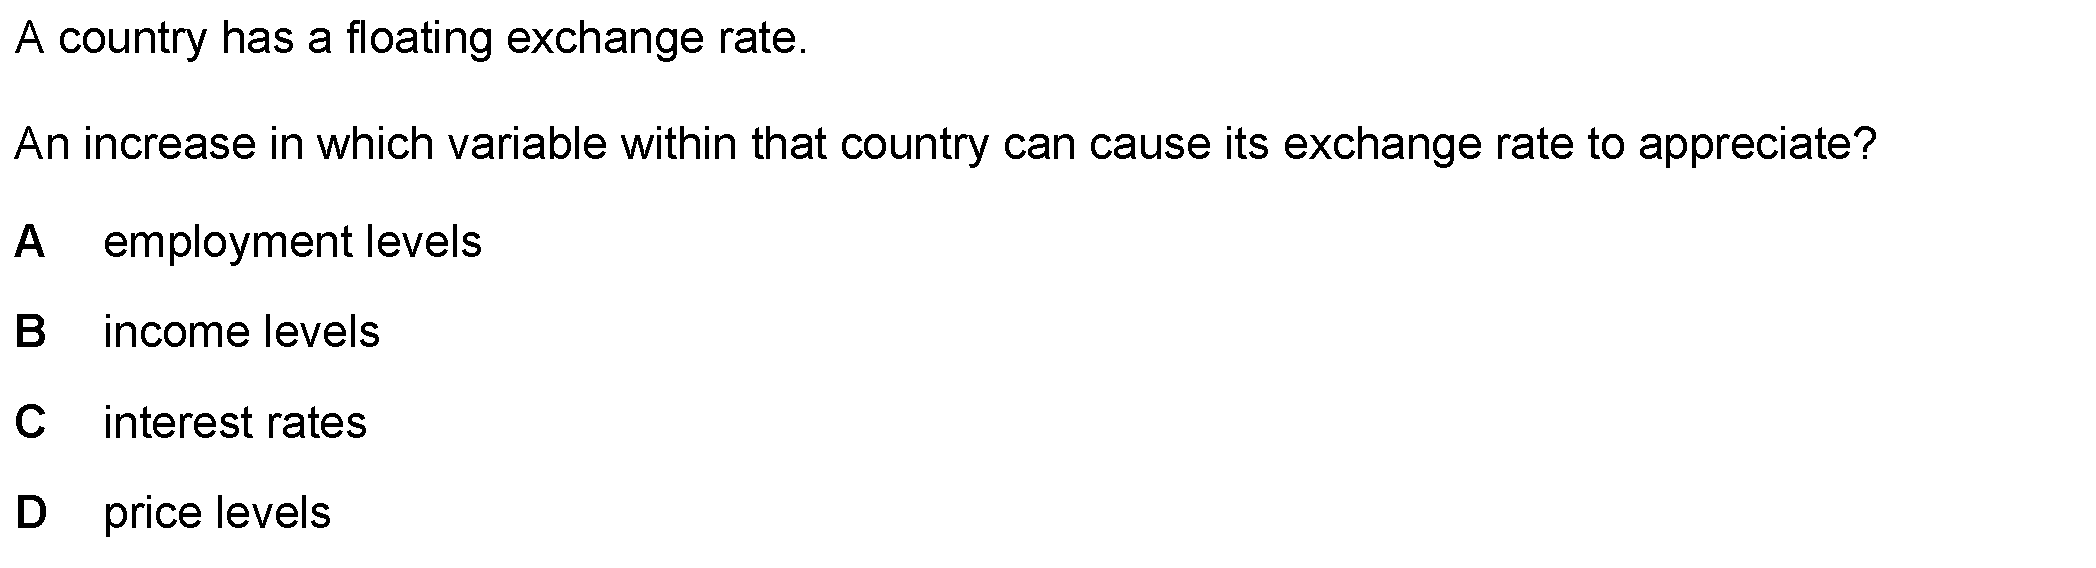 A country has a floating exchange rate.
An increase in which variable within that country can cause its exchange rate to appreciate?
A employment levels
B income levels
C interest rates
D price levels